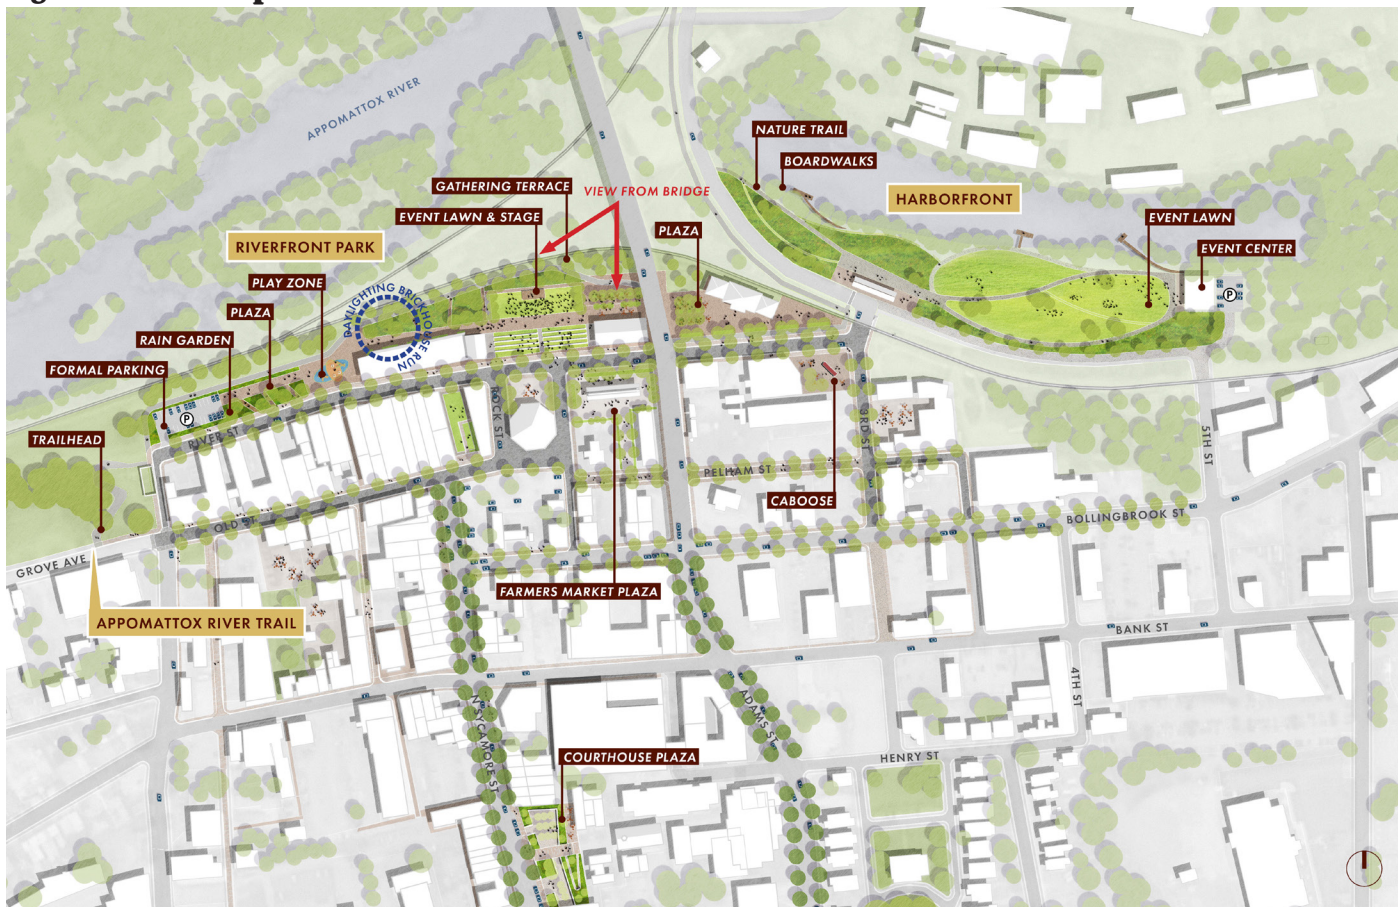 APPOMATTOX RIVER
NATURE TRAIL
BOARDWALKS
GATHERING TERRACE
VIEW FROM BRIDGE
HARBORFRONT
EVENT LAWN & STAGE
PLAZA
EVENT LAWN
RIVERFRONT PARK
EVENT CENTER
PLAY ZONE
PLAZA
DAYLIGHTING BRICKHOUSE RUN
RAIN GARDEN
FORMAL PARKING
P
P
TRAILHEAD
RIVER ST
ROCK ST
3RD ST
5TH ST
PELHAM ST
CABOOSE
OLD ST
BOLLINGBROOK ST
GROVE AVE
FARMERS MARKET PLAZA
APPOMATTOX RIVER TRAIL
BANK ST
4TH ST
N SYCAMORE ST
ADAMS ST
COURTHOUSE PLAZA
HENRY ST